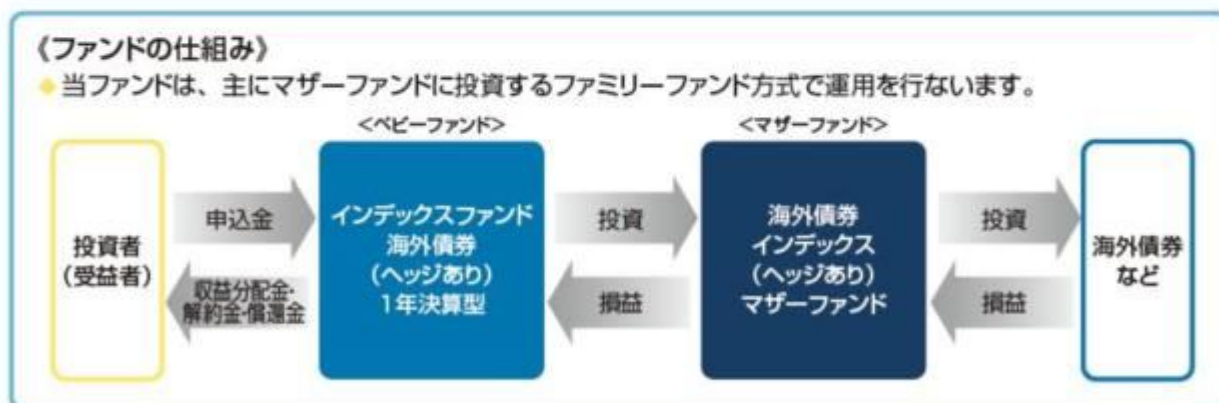 《ファンドの仕組み》
◆当ファンドは、主にマザーファンドに投資するファミリーファンド方式で運用を行ないます。
<ベビーファンド>
<マザーファンド>
投資者
(受益者)
申込金
収益分配金・
解約金・償還金
インデックスファンド
海外債券
(ヘッジあり)
1年決算型
投資
損益
海外債券
インデックス
(ヘッジあり)
マザーファンド
投資
損益
海外債券
など